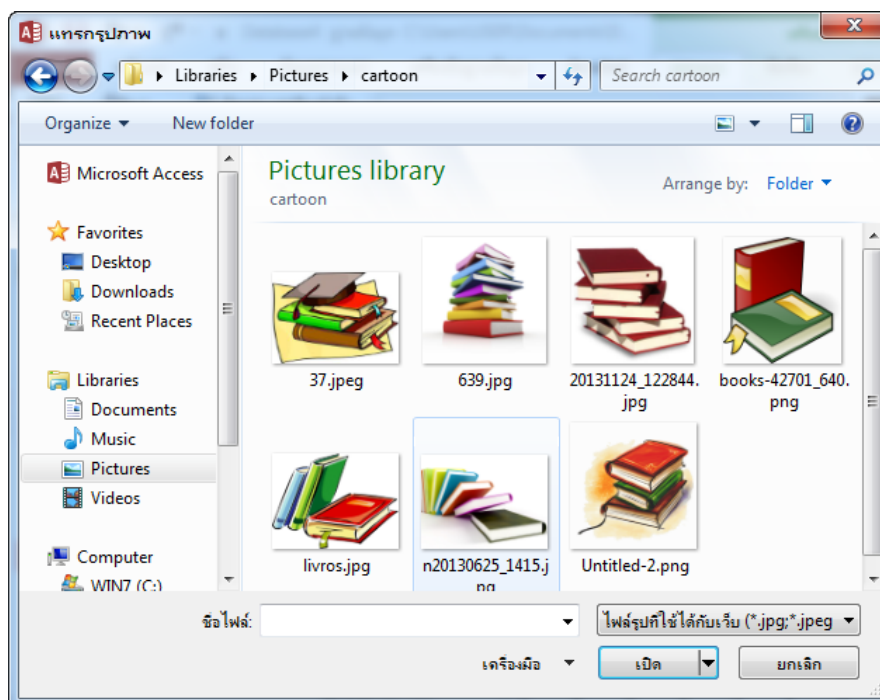 แทรกรูปภาพ
Libraries Pictures cartoon
Search cartoon
Organize New folder
Microsoft Access
Favorites
Desktop
Downloads
Recent Places
Libraries
Documents
Music
Pictures
Videos
Computer
WIN7 (C:)
Pictures library
cartoon
Arrange by: Folder
37.jpeg
639.jpg
20131124_122844.
jpg
books-42701_640.
png
livros.jpg
n20130625_1415.j
pg
Untitled-2.png
ชื่อไฟล์:
ไฟล์รูปที่ใช้ได้กับเว็บ (*.jpg;*.jpeg
เครื่องมือ
เปิด
ยกเลิก